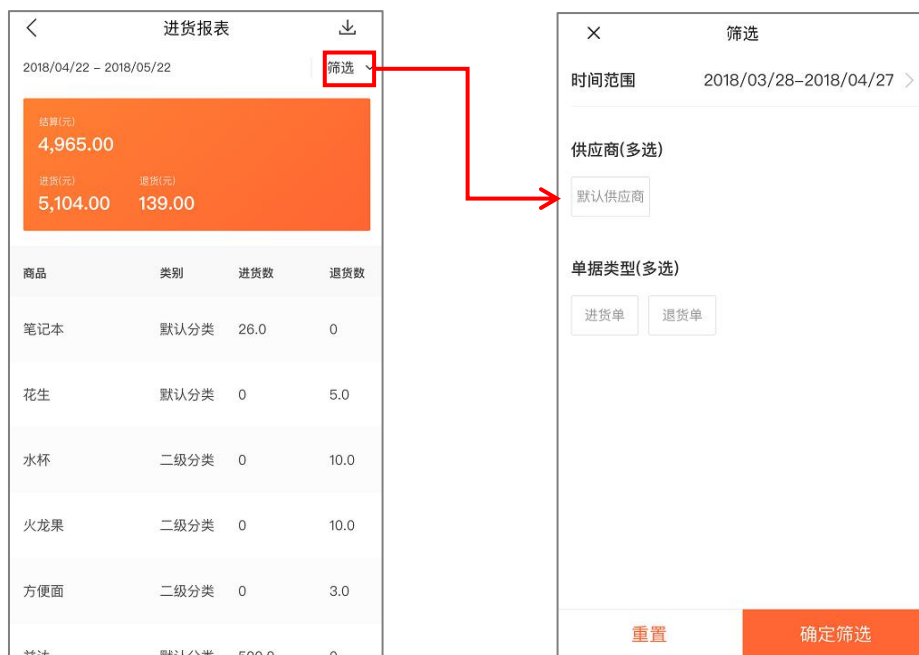 进货报表
2018/04/22 - 2018/05/22
筛选
结算(元)
4,965.00
进货(元) 退货(元)
5,104.00 139.00
商品 类别 进货数 退货数
笔记本 默认分类 26.0 0
花生 默认分类 0 5.0
水杯 二级分类 0 10.0
火龙果 二级分类 0 10.0
方便面 二级分类 0 3.0
筛选
时间范围 2018/03/28-2018/04/27
供应商(多选)
默认供应商
单据类型(多选)
进货单 退货单
重置 确定筛选